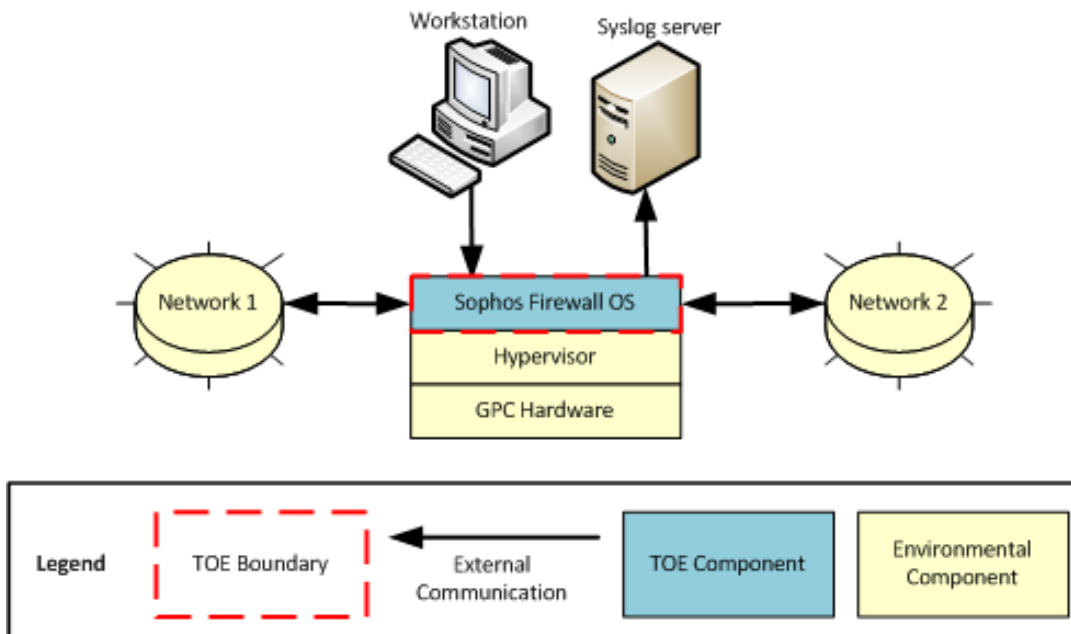 Workstation
Syslog server
Network 1
Sophos Firewall OS
Network 2
Hypervisor
GPC Hardware
Legend
TOE Boundary
External
Communication
TOE Component
Environmental
Component